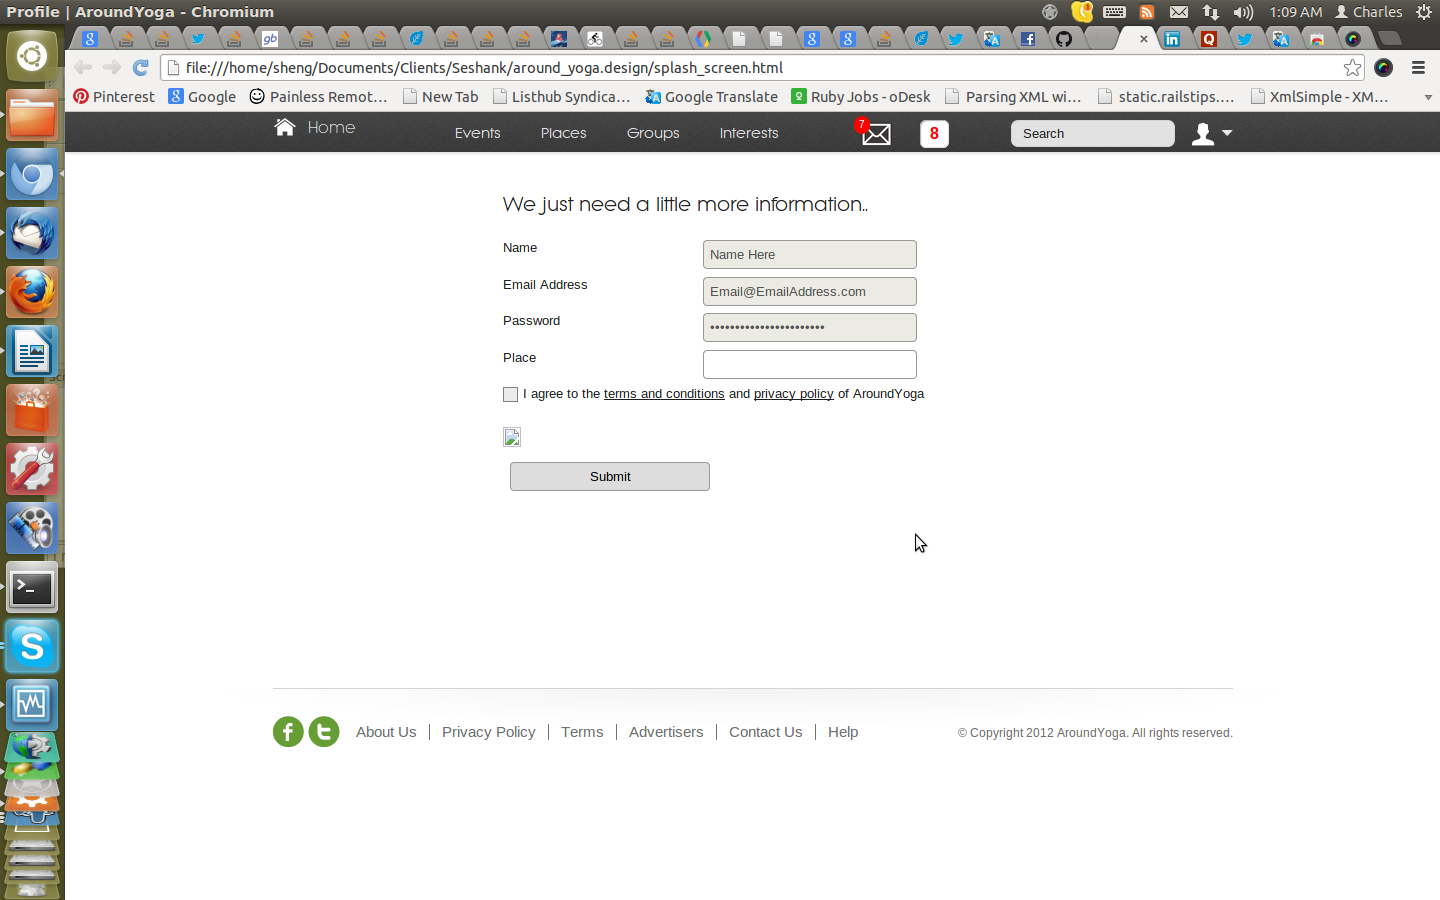 Profile | AroundYoga - Chromium
1:09 AM Charles
file:///home/sheng/Documents/Clients/Seshank/around_yoga.design/splash_screen.html
Pinterest Google Painless Remot... New Tab Listhub Syndica... Google Translate Ruby Jobs - oDesk Parsing XML wi... static.railstips.... XmlSimple - XM...
Home Events Places Groups Interests 7 8 Search
We just need a little more information..
Name Name Here
Email Address Email@EmailAddress.com
Password •••••••••••••••••••••••
Place
I agree to the terms and conditions and privacy policy of AroundYoga
Submit
About Us | Privacy Policy | Terms | Advertisers | Contact Us | Help © Copyright 2012 AroundYoga. All rights reserved.